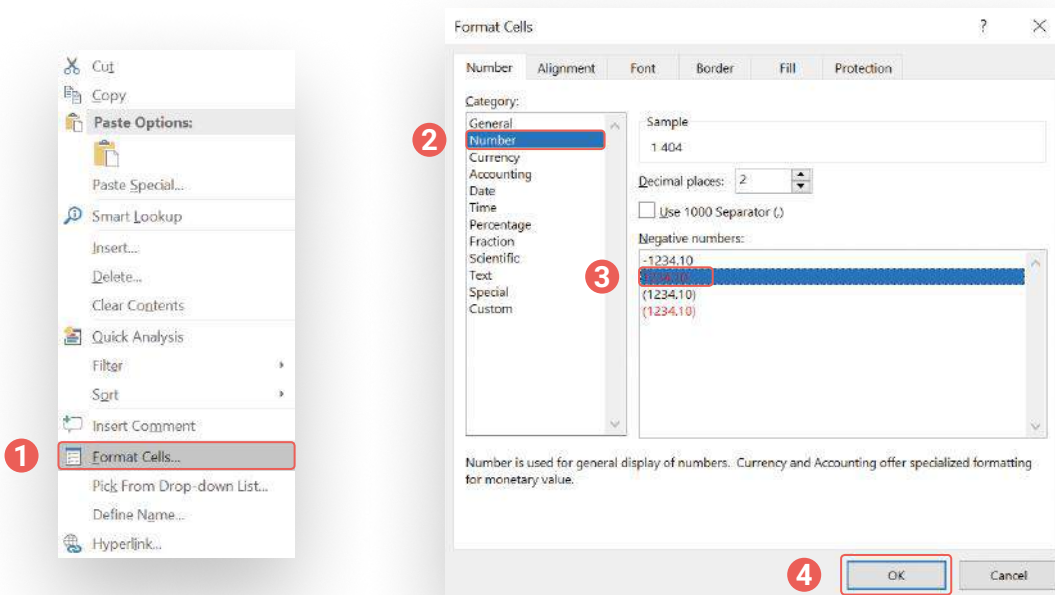 Cut
Copy
Paste Options:
Paste Special...
Smart Lookup
Insert...
Delete...
Clear Contents
Quick Analysis
Filter
Sort
Insert Comment
1
Format Cells...
Pick From Drop-down List...
Define Name...
Hyperlink...
Format Cells
?
Number Alignment Font Border Fill Protection
Category:
General
2
Number
Currency
Accounting
Date
Time
Percentage
Fraction
Scientific
Text
Special
Custom
Sample
1 404
Decimal places: 2
Use 1000 Separator (,)
Negative numbers:
-1234.10
3
1234.10
(1234.10)
(1234.10)
Number is used for general display of numbers. Currency and Accounting offer specialized formatting
for monetary value.
4
OK Cancel